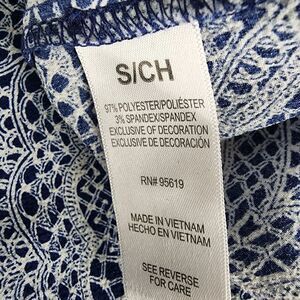 S/CH
97% POLYESTER/POLIÉSTER
3% SPANDEX/SPANDEX
EXCLUSIVE OF DECORATION
EXCLUSIVE DE DECORACIÓN
RN# 95619
MADE IN VIETNAM
HECHO EN VIETNAM
SEE REVERSE
FOR CARE